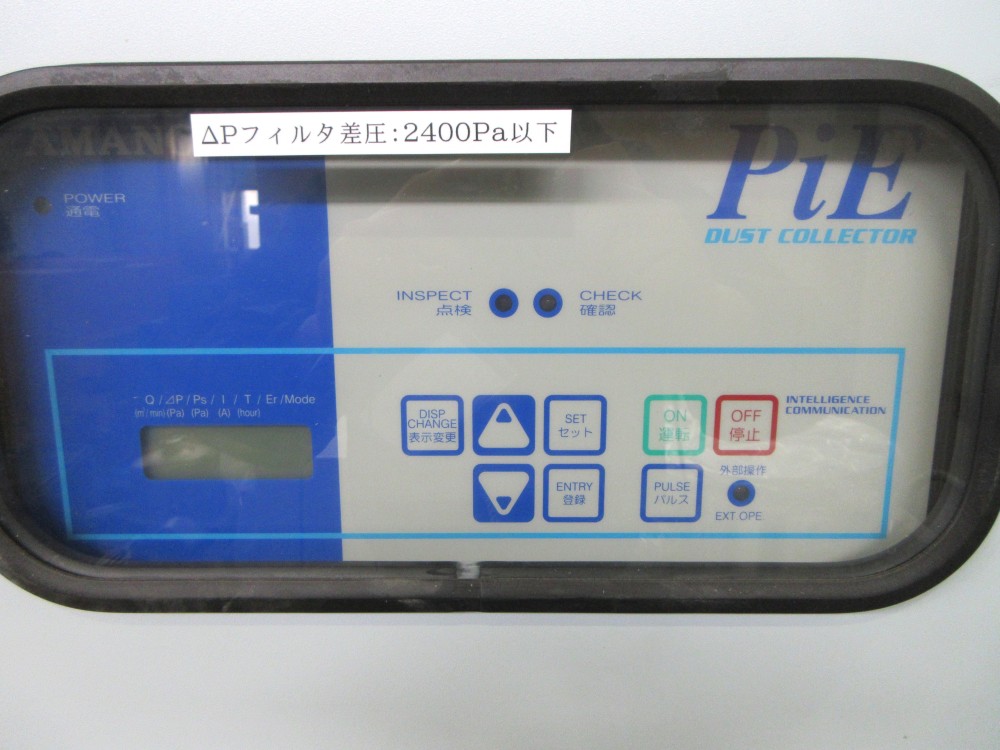 AMANO
ΔPフィルタ差圧:2400Pa以下
PiE
DUST COLLECTOR
POWER
通電
INSPECT
点検
CHECK
確認
Q/⊿P/Ps/I/T/Er/Mode
(㎥/min)(Pa)(Pa)(A)(hour)
DISP
CHANGE
表示変更
SET
セット
ON
運転
OFF
停止
INTELLIGENCE
COMMUNICATION
ENTRY
登録
PULSE
パルス
外部操作
EXT OPE.